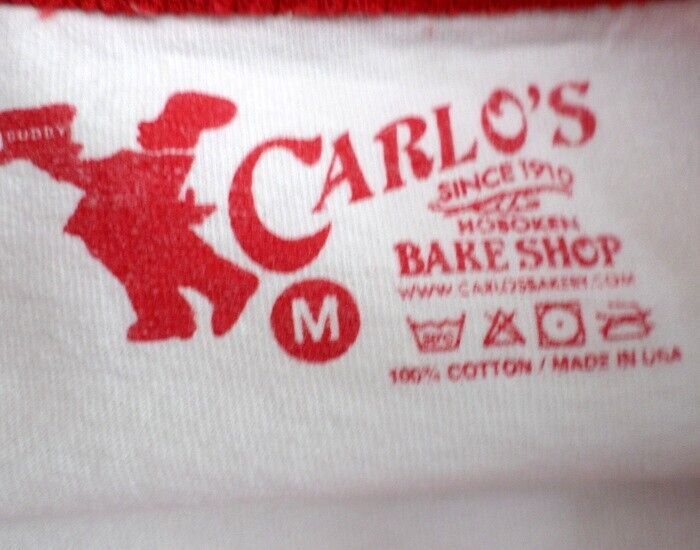 BUDDY
CARLO'S
SINCE 1910
HOBOKEN
BAKE SHOP
WWW.CARLOSBAKERY.COM
M
100% COTTON / MADE IN USA